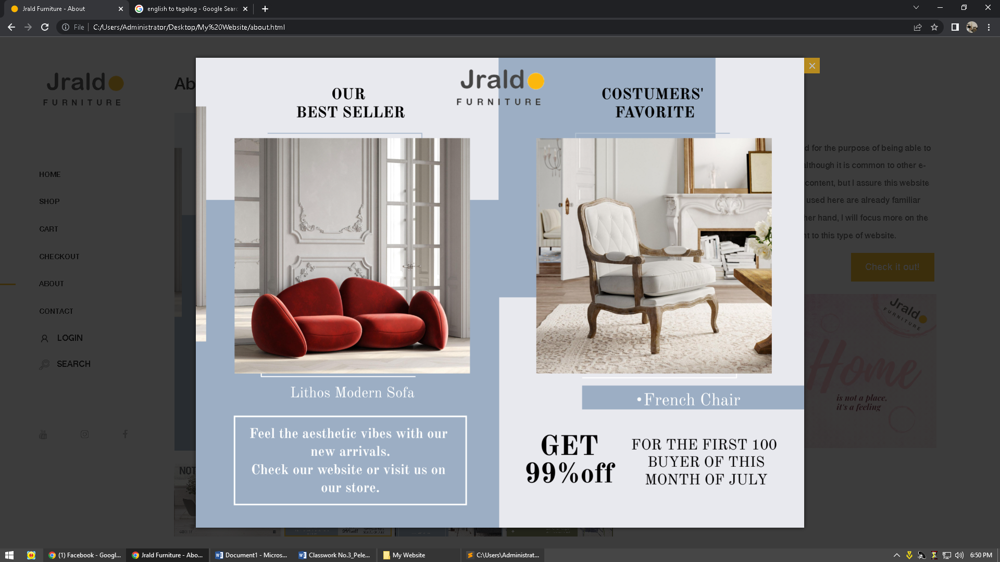 Jrald Furniture - About
english to tagalog - Google Searc
File
C:/Users/Administrator/Desktop/My%20Website/about.html
Jrald
FURNITURE
HOME
SHOP
CART
CHECKOUT
ABOUT
CONTACT
LOGIN
SEARCH
Ab
OUR
BEST SELLER
Jrald
FURNITURE
COSTUMERS'
FAVORITE
Lithos Modern Sofa
Feel the aesthetic vibes with our
new arrivals.
Check our website or visit us on
our store.
•French Chair
GET
99%off
FOR THE FIRST 100
BUYER OF THIS
MONTH OF JULY
d for the purpose of being able to
although it is common to other e-
content, but I assure this website
used here are already familiar
her hand, I will focus more on the
nt to this type of website.
Check it out!
Jrald
FURNITURE
Home
is not a place,
it's a feeling
NOT
99%off
(1) Facebook - Googl...
Jrald Furniture - Abo...
Document1 - Micros...
Classwork No.3_Pele...
My Website
C:\Users\Administrat...
6:50 PM